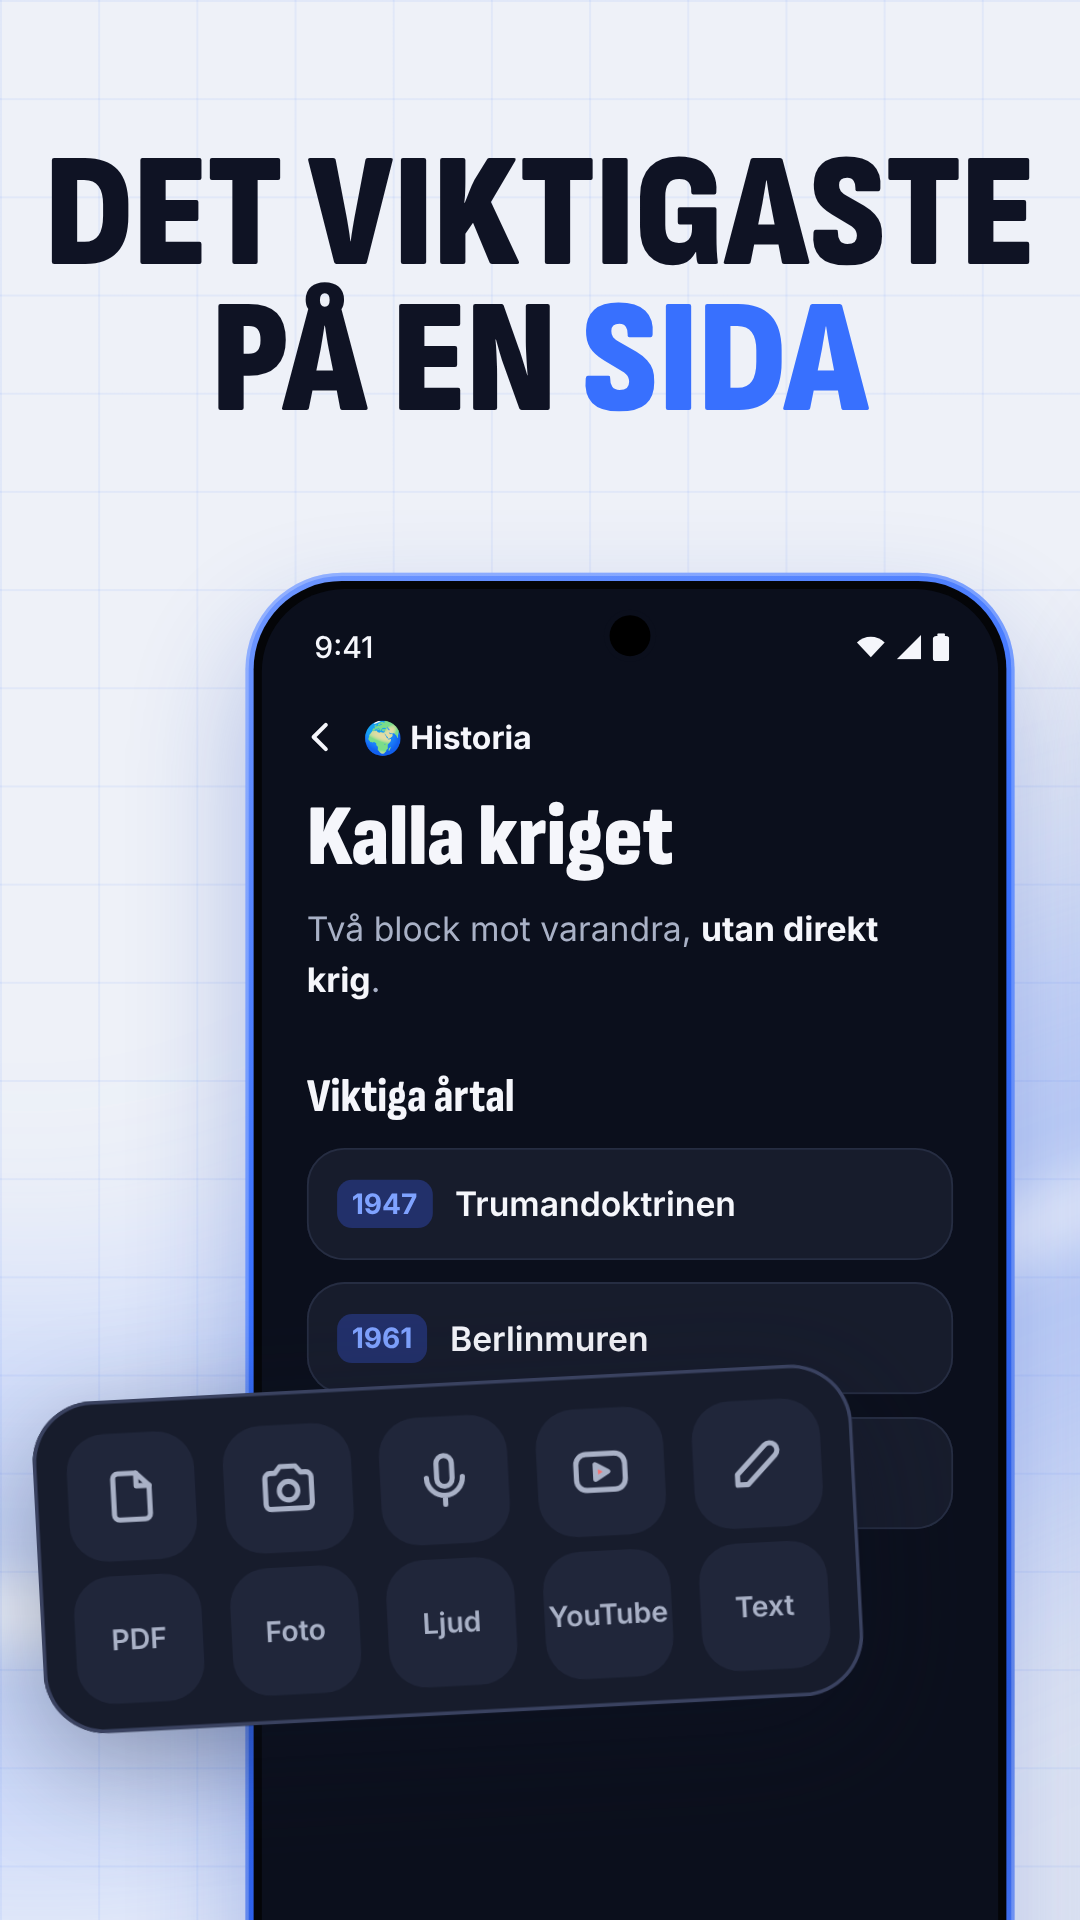 DET VIKTIGASTE
PÅ EN SIDA
9:41
Historia
Kalla kriget
Två block mot varandra, utan direkt
krig.
Viktiga årtal
1947 Trumandoktrinen
1961 Berlinmuren
PDF Foto Ljud YouTube Text